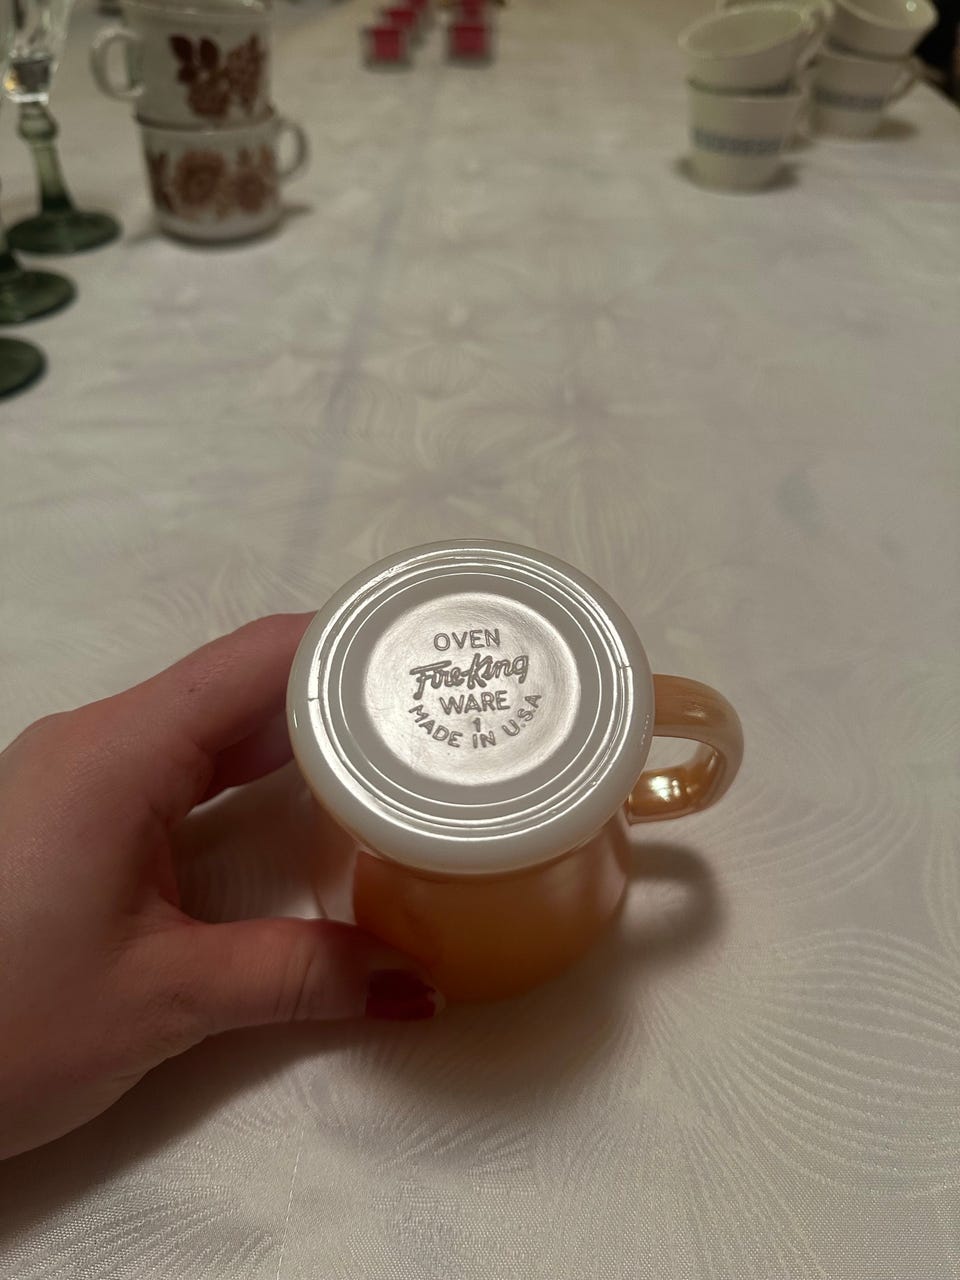 OVEN
Fire-King
WARE
1
MADE IN U.S.A